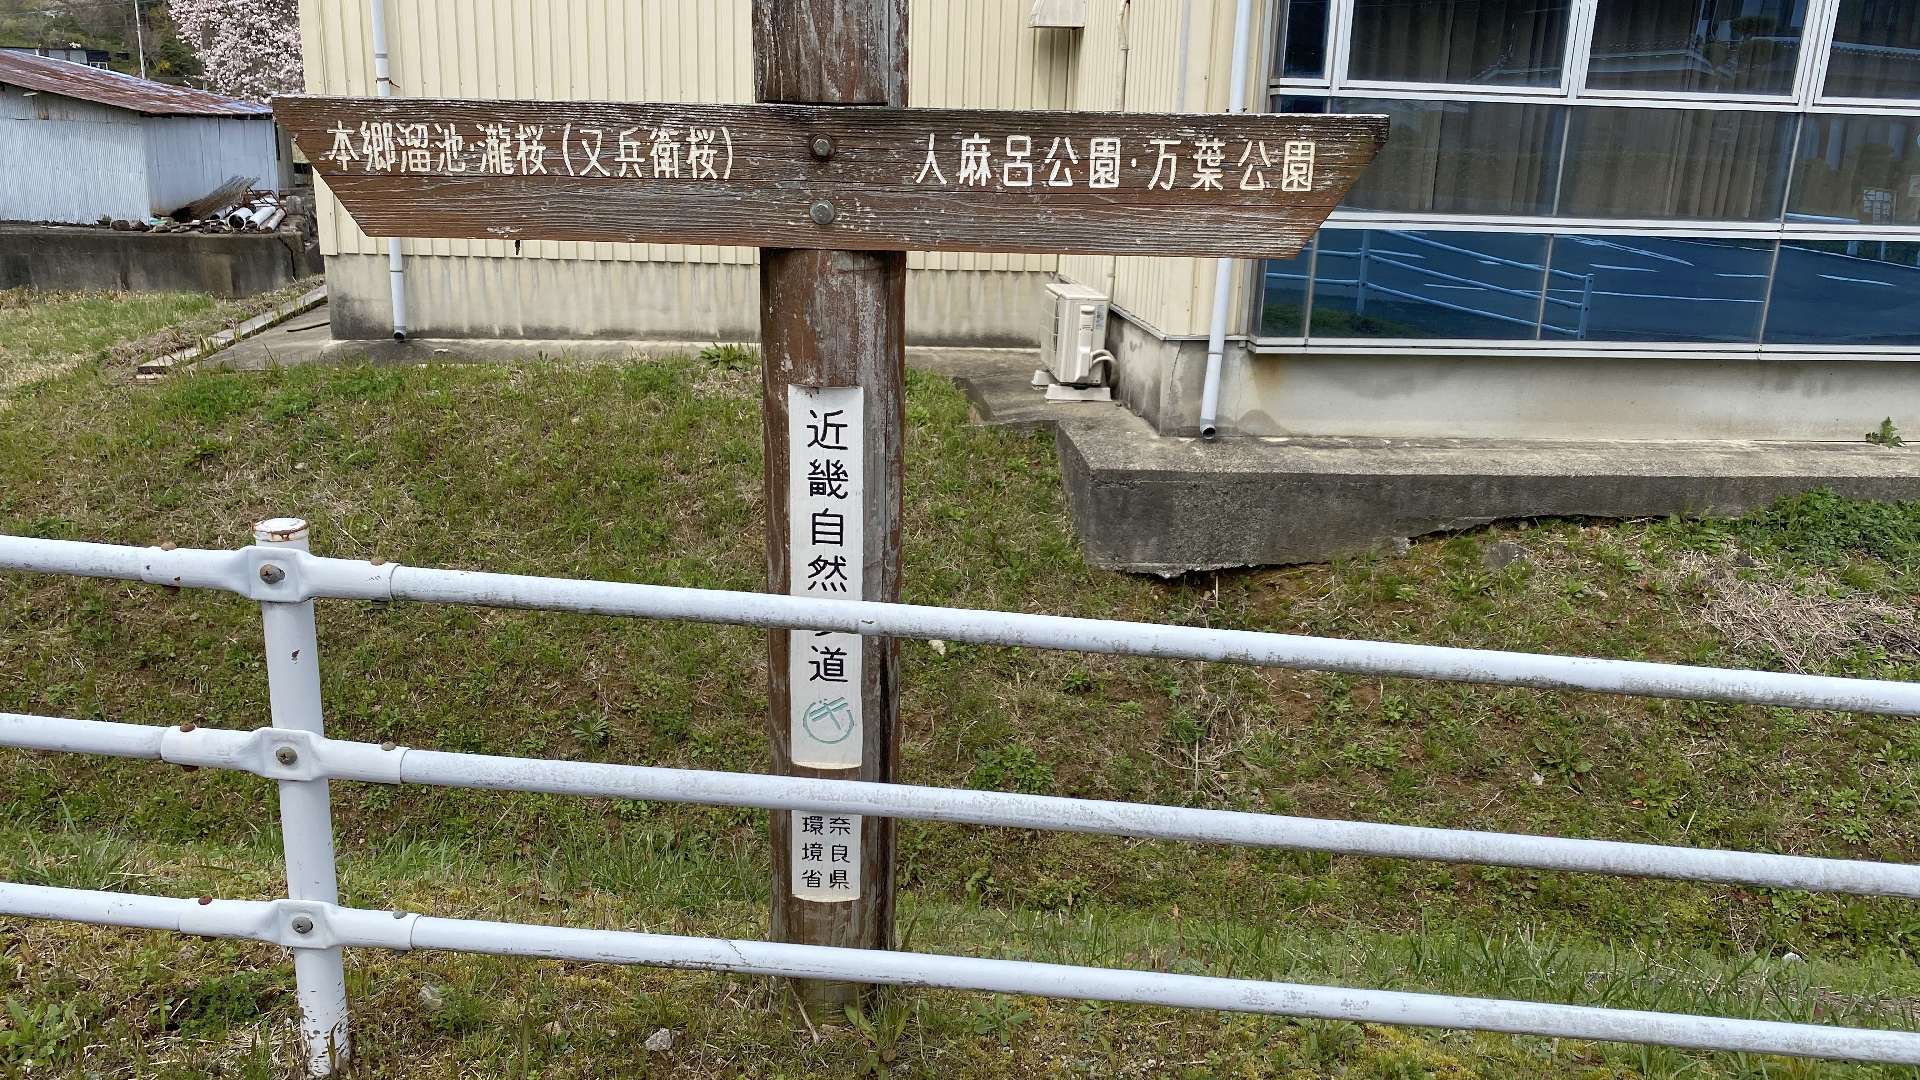 本郷溜池・瀧桜(又兵衛桜)
人麻呂公園・万葉公園
近畿自然道
奈良県
環境省